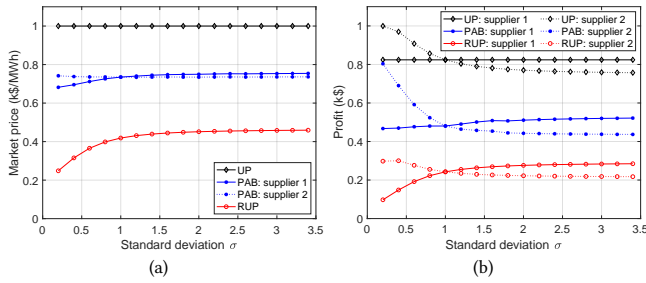 1
0.8
0.6
0.4
0.2
0
Market price (k$/MWh)
UP
PAB: supplier 1
PAB: supplier 2
RUP
0 0.5 1 1.5 2 2.5 3 3.5
Standard deviation σ
(a)
UP: supplier 1 UP: supplier 2
PAB: supplier 1 PAB: supplier 2
RUP: supplier 1 RUP: supplier 2
1
0.8
0.6
0.4
0.2
0
Profit (k$)
0 0.5 1 1.5 2 2.5 3 3.5
Standard deviation σ
(b)